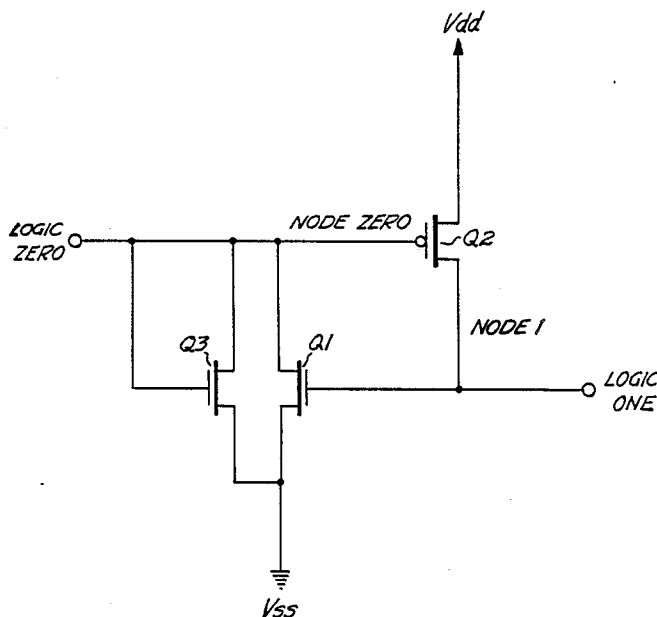 Vdd
LOGIC
ZERO
NODE ZERO
Q2
Q3
Q1
NODE 1
LOGIC
ONE
Vss